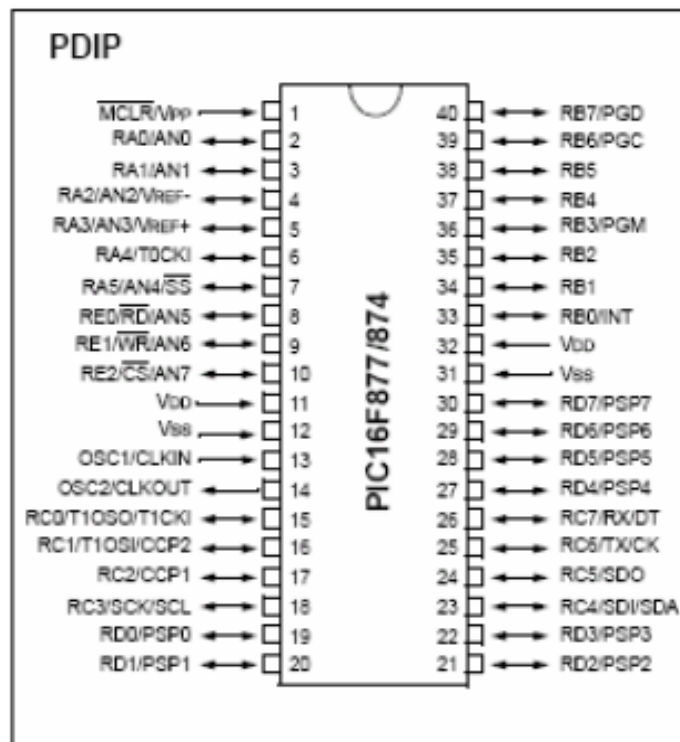 PDIP
M̅C̅L̅R̅/VPP 1 40 RB7/PGD
RA0/AN0 2 39 RB6/PGC
RA1/AN1 3 38 RB5
RA2/AN2/VREF- 4 37 RB4
RA3/AN3/VREF+ 5 36 RB3/PGM
RA4/T0CKI 6 35 RB2
RA5/AN4/S̅S̅ 7 34 RB1
RE0/R̅D̅/AN5 8 33 RB0/INT
RE1/W̅R̅/AN6 9 32 VDD
RE2/C̅S̅/AN7 10 31 VSS
VDD 11 30 RD7/PSP7
VSS 12 29 RD6/PSP6
OSC1/CLKIN 13 28 RD5/PSP5
OSC2/CLKOUT 14 27 RD4/PSP4
RC0/T1OSO/T1CKI 15 26 RC7/RX/DT
RC1/T1OSI/CCP2 16 25 RC6/TX/CK
RC2/CCP1 17 24 RC5/SDO
RC3/SCK/SCL 18 23 RC4/SDI/SDA
RD0/PSP0 19 22 RD3/PSP3
RD1/PSP1 20 21 RD2/PSP2
PIC16F877/874